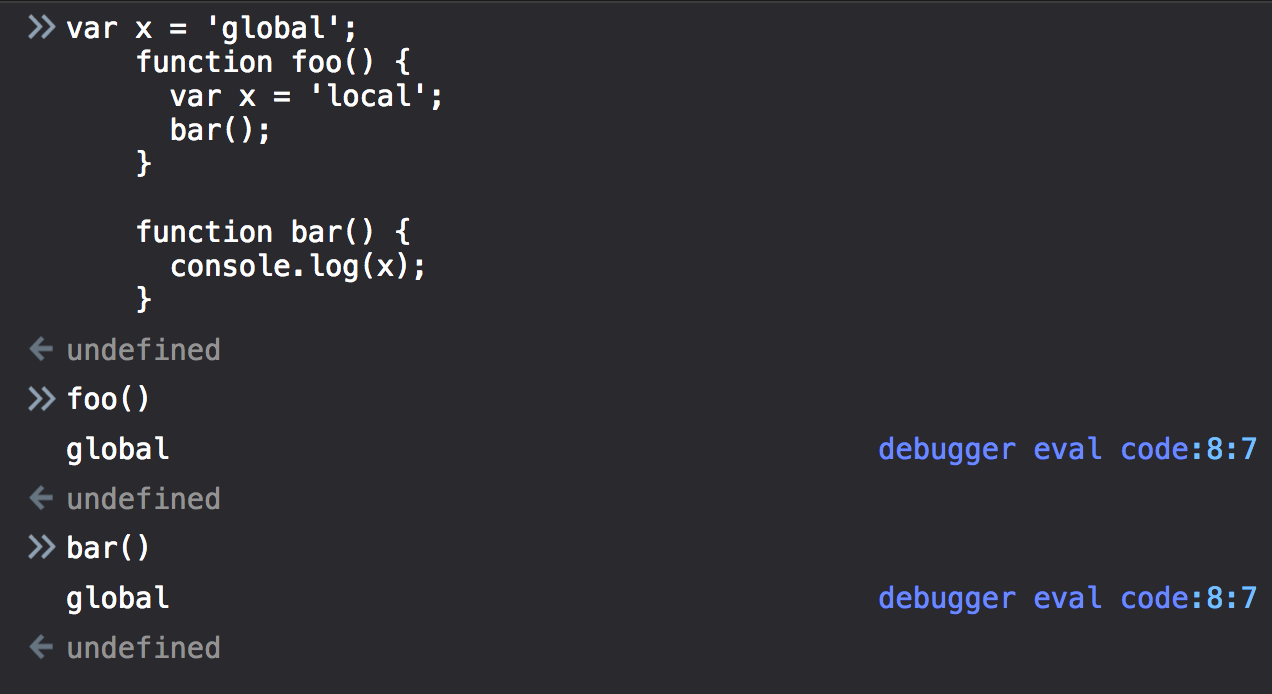 » var x = 'global';
function foo() {
var x = 'local';
bar();
}
function bar() {
console.log(x);
}
← undefined
» foo()
global debugger eval code:8:7
← undefined
» bar()
global debugger eval code:8:7
← undefined